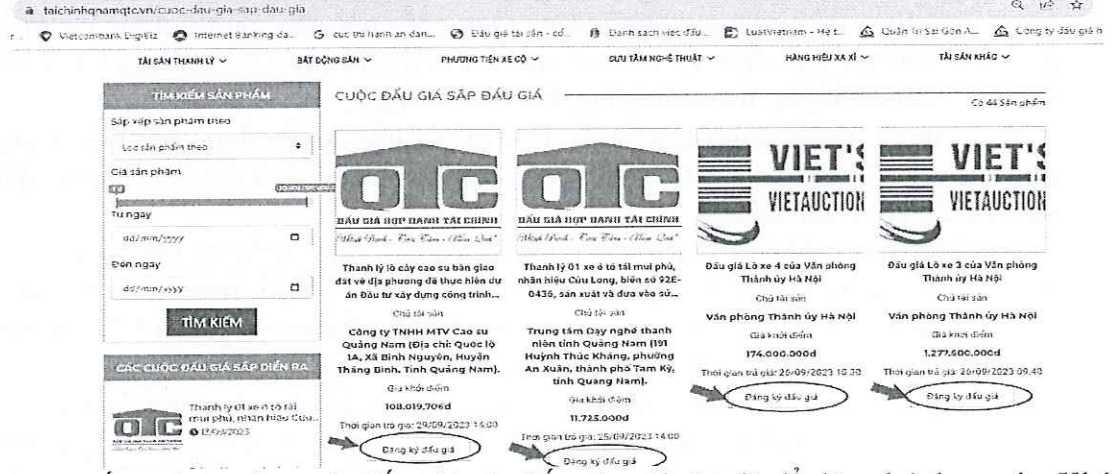 taichinhqnamqtc.vn/cuoc-dau-gia-sap-dau-gia
Vietcombank DigiBiz
Internet Banking da...
cuc thi hanh an dan...
Đấu giá tài sản - cổ...
Danh sách việc đấu...
LuatVietnam - Hệ t...
Quản Trị Sài Gòn A...
Công ty đấu giá h
TÀI SẢN THANH LÝ
BẤT ĐỘNG SẢN
PHƯƠNG TIỆN XE CỘ
SƯU TẦM NGHỆ THUẬT
HÀNG HIỆU XA XỈ
TÀI SẢN KHÁC
TÌM KIẾM SẢN PHẨM
Sắp xếp sản phẩm theo
Lọc sản phẩm theo
Giá sản phẩm
Từ ngày
dd/mm/yyyy
Đến ngày
dd/mm/yyyy
TÌM KIẾM
CÁC CUỘC ĐẤU GIÁ SẮP DIỄN RA
Thanh lý 01 xe ô tô tải
mui phủ, nhãn hiệu Cửu...
CUỘC ĐẤU GIÁ SẮP ĐẤU GIÁ
Có 44 Sản phẩm
QTC
ĐẤU GIÁ HỢP DANH TÀI CHÍNH
Thanh lý lô cây cao su bàn giao
đất về địa phương để thực hiện dự
án Đầu tư xây dựng công trình...
Chủ tài sản
Công ty TNHH MTV Cao su
Quảng Nam (Địa chỉ: Quốc lộ
1A, Xã Bình Nguyên, Huyện
Thăng Bình, Tỉnh Quảng Nam).
Giá khởi điểm
108.019.706đ
Thời gian trả giá: 29/09/2023 14:00
Đăng ký đấu giá
QTC
ĐẤU GIÁ HỢP DANH TÀI CHÍNH
Thanh lý 01 xe ô tô tải mui phủ,
nhãn hiệu Cửu Long, biển số 92E-
0436, sản xuất và đưa vào sử...
Chủ tài sản
Trung tâm Dạy nghề thanh
niên tỉnh Quảng Nam (191
Huỳnh Thúc Kháng, phường
An Xuân, thành phố Tam Kỳ,
tỉnh Quảng Nam).
Giá khởi điểm
11.725.000đ
Thời gian trả giá: 25/09/2023 14:00
Đăng ký đấu giá
VIET'S
VIETAUCTION
Đấu giá Lô xe 4 của Văn phòng
Thành ủy Hà Nội
Chủ tài sản
Văn phòng Thành ủy Hà Nội
Giá khởi điểm
174.000.000đ
Thời gian trả giá: 26/09/2023 10:30
Đăng ký đấu giá
VIET'S
VIETAUCTION
Đấu giá Lô xe 3 của Văn phòng
Thành ủy Hà Nội
Chủ tài sản
Văn phòng Thành ủy Hà Nội
Giá khởi điểm
1.277.500.000đ
Thời gian trả giá: 26/09/2023 09:40
Đăng ký đấu giá